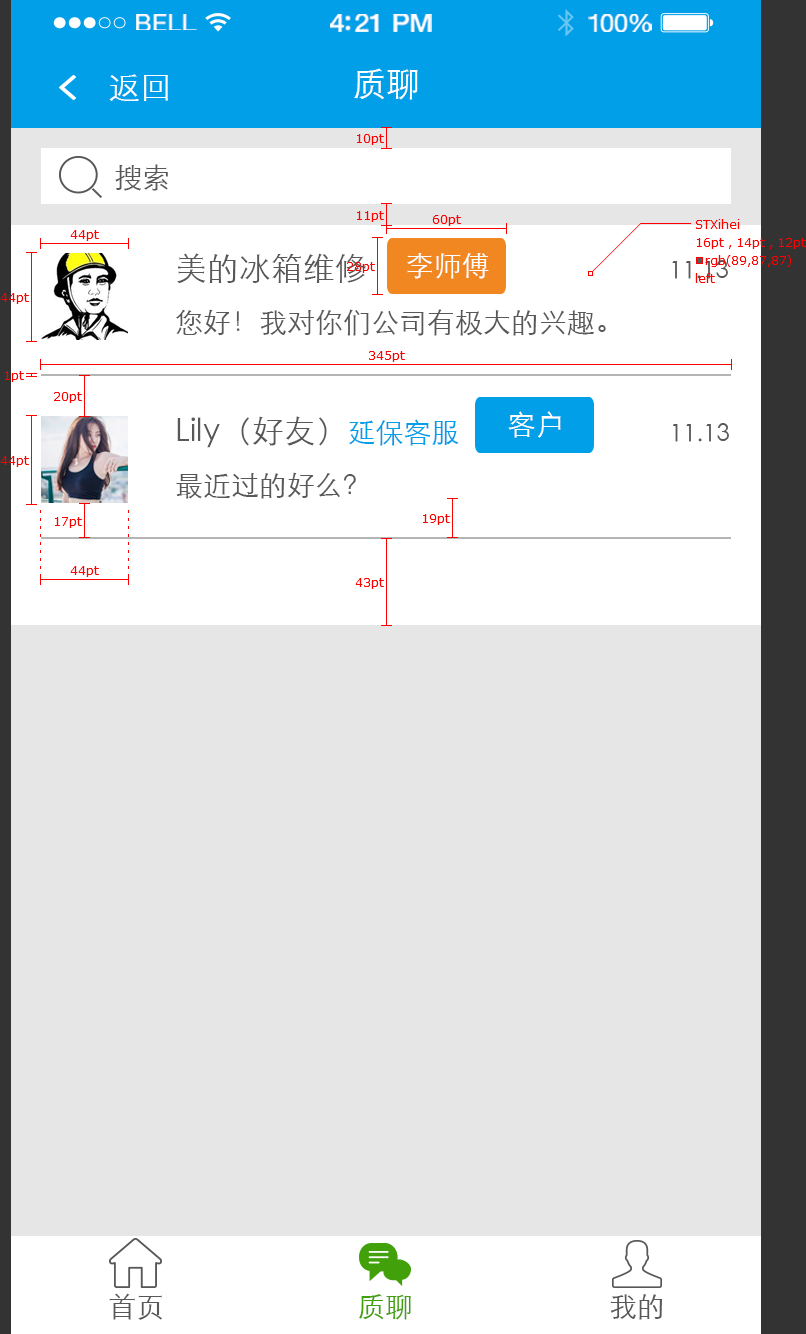 BELL 4:21 PM 100%
返回 质聊
10pt
搜索
11pt 60pt
STXihei
16pt , 14pt , 12pt
rgb(89,87,87)
left
44pt
44pt
美的冰箱维修 28pt 李师傅 11.13
您好！我对你们公司有极大的兴趣。
345pt
1pt
20pt
44pt
Lily（好友）延保客服 客户 11.13
最近过的好么?
17pt 19pt
44pt 43pt
首页 质聊 我的